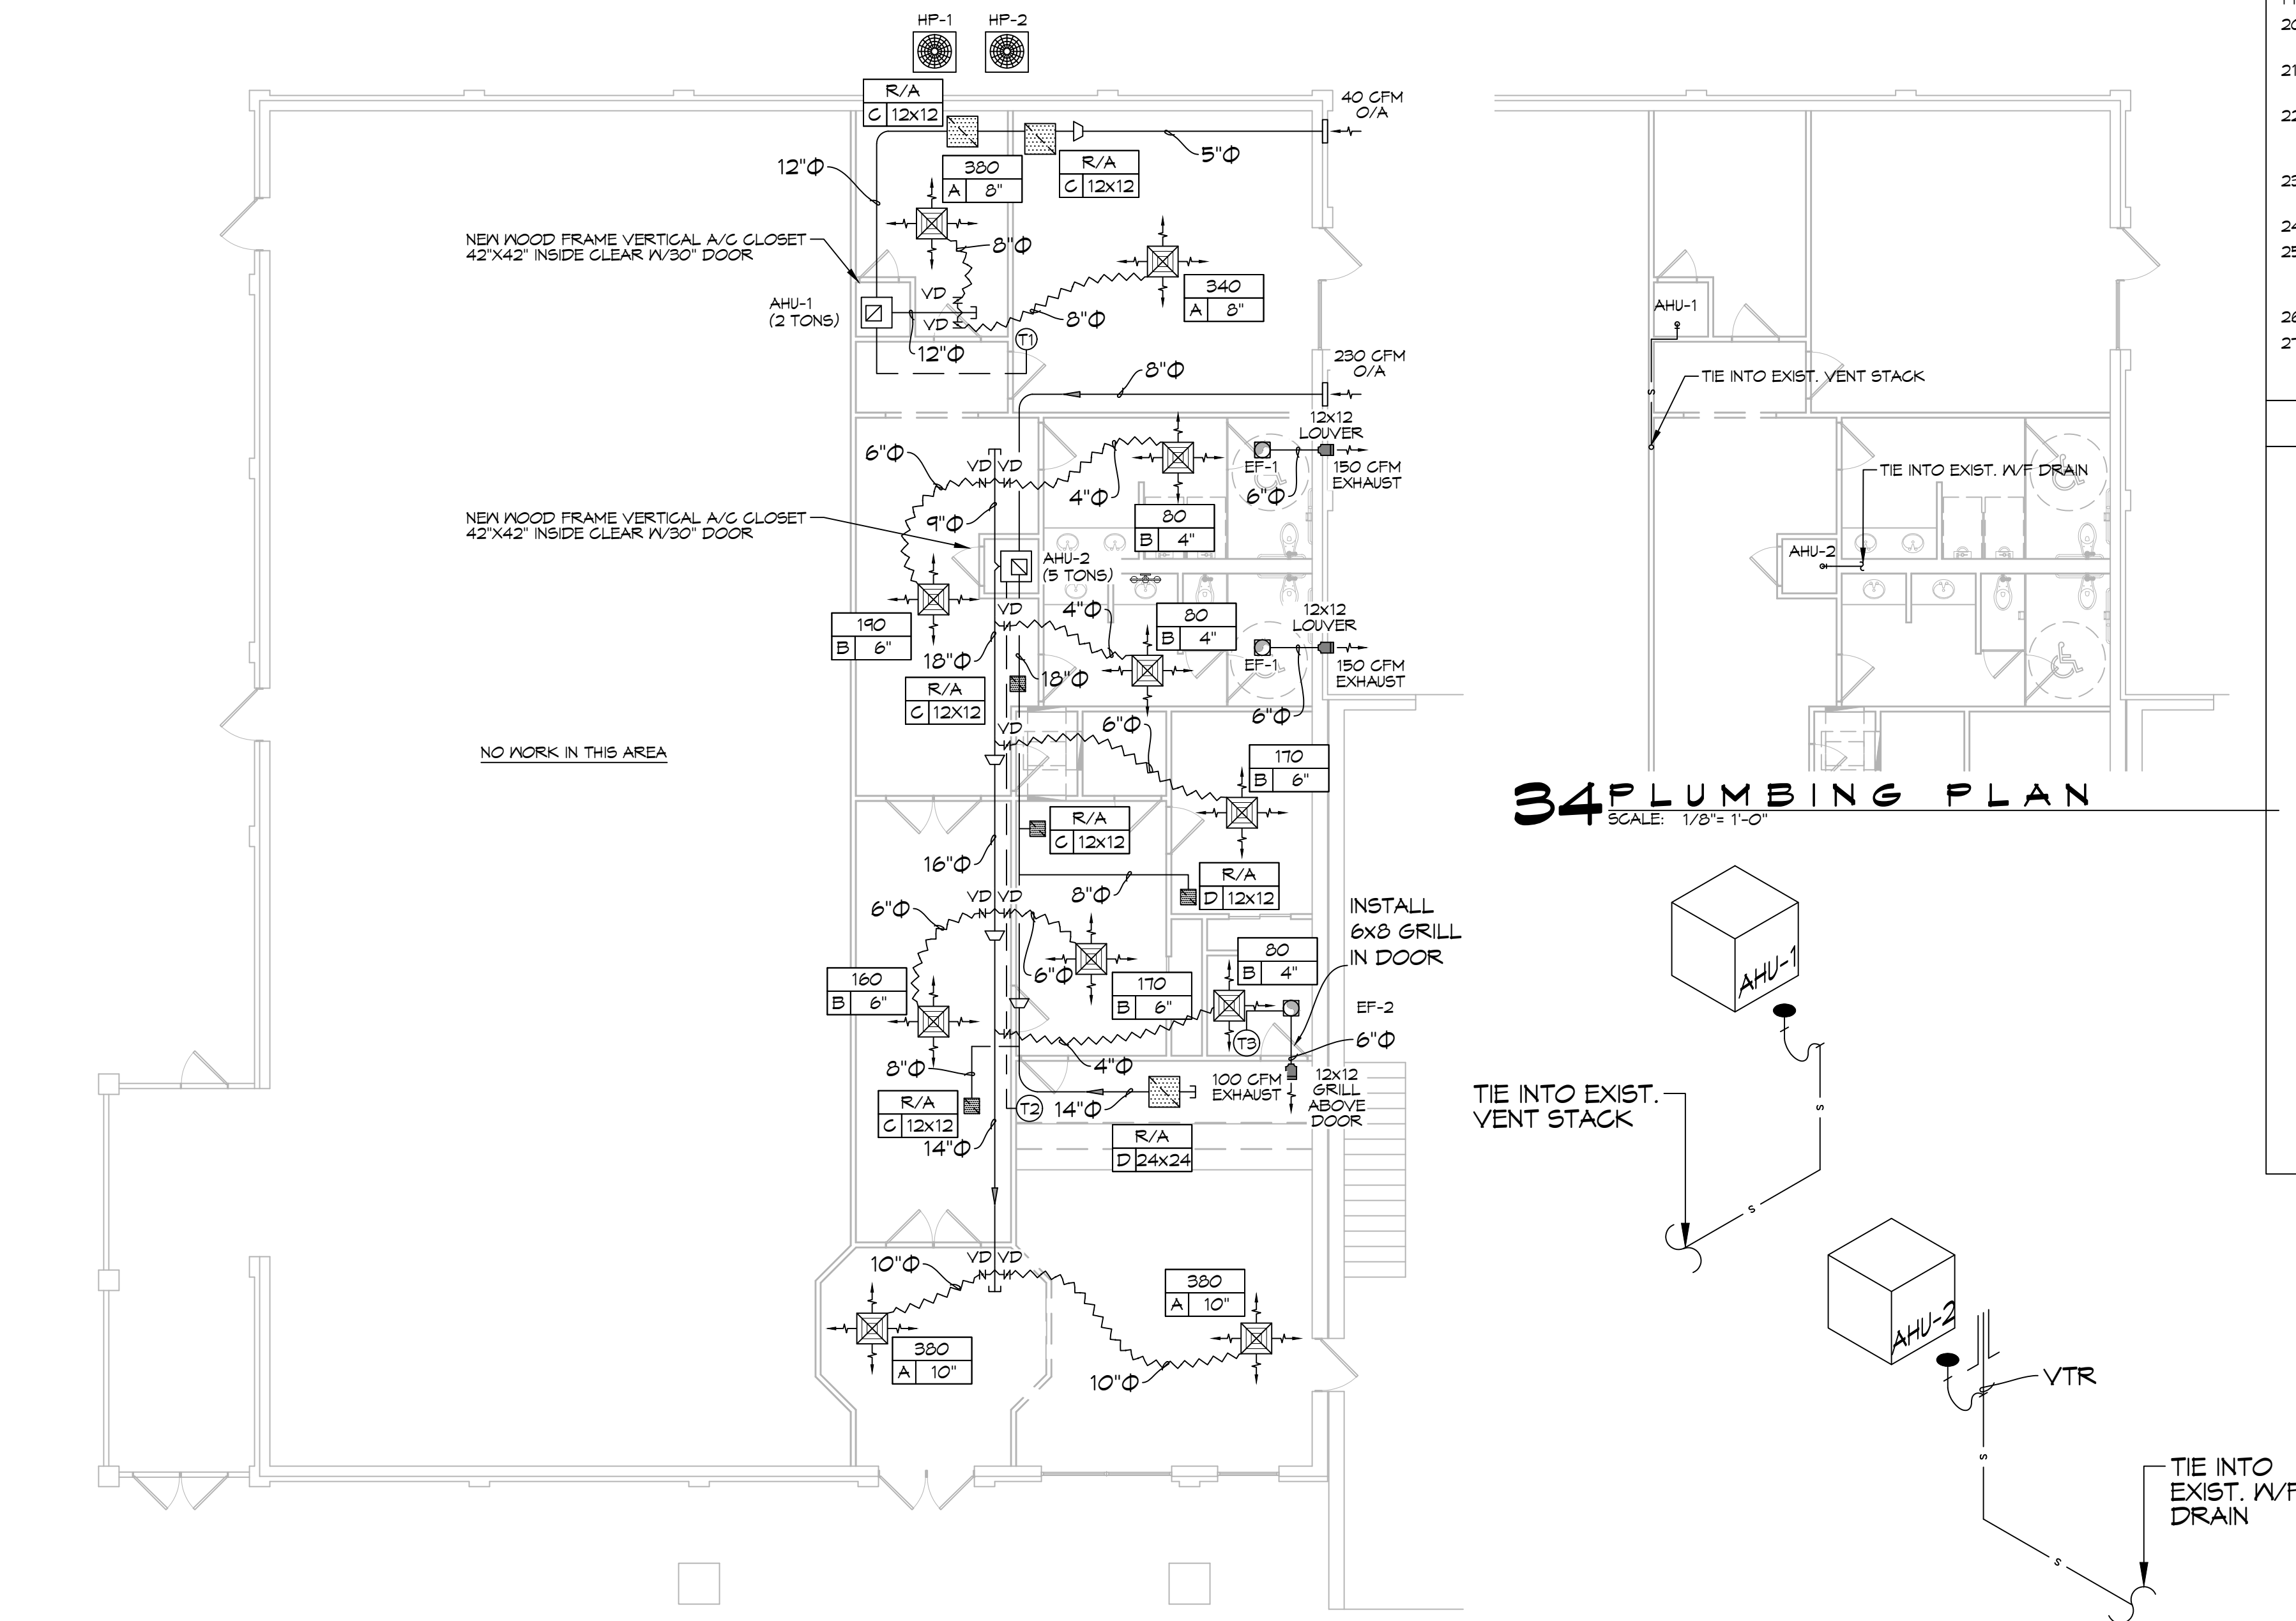 HP-1 HP-2
R/A
C 12x12
40 CFM
O/A
12"Φ
380
A 8"
R/A
C 12x12
5"Φ
NEW WOOD FRAME VERTICAL A/C CLOSET
42"X42" INSIDE CLEAR W/30" DOOR
8"Φ
340
A 8"
VD
AHU-1
(2 TONS)
VD
8"Φ
T1
12"Φ
230 CFM
O/A
8"Φ
12x12
LOUVER
6"Φ
VD VD
EF-1
150 CFM
EXHAUST
4"Φ
6"Φ
80
B 4"
9"Φ
NEW WOOD FRAME VERTICAL A/C CLOSET
42"X42" INSIDE CLEAR W/30" DOOR
AHU-2
(5 TONS)
VD
4"Φ
80
B 4"
12x12
LOUVER
190
B 6"
18"Φ
EF-1
150 CFM
EXHAUST
18"Φ
R/A
C 12X12
6"Φ
6"Φ
VD
NO WORK IN THIS AREA
170
B 6"
R/A
C 12x12
16"Φ
R/A
D 12x12
8"Φ
VD VD
6"Φ
INSTALL
6x8 GRILL
IN DOOR
80
B 4"
160
B 6"
6"Φ
170
B 6"
EF-2
T3
6"Φ
8"Φ
4"Φ
100 CFM
EXHAUST
12x12
GRILL
ABOVE
DOOR
R/A
C 12x12
T2
14"Φ
R/A
D 24x24
14"Φ
VD VD
10"Φ
380
A 10"
380
A 10"
10"Φ
AHU-1
S
TIE INTO EXIST. VENT STACK
TIE INTO EXIST. W/F DRAIN
AHU-2
34 PLUMBING PLAN
SCALE: 1/8"= 1'-0"
AHU-1
TIE INTO EXIST.
VENT STACK
S
S
AHU-2
VTR
S
TIE INTO
EXIST. W/F
DRAIN
S
20
21
22
23
24
25
26
27